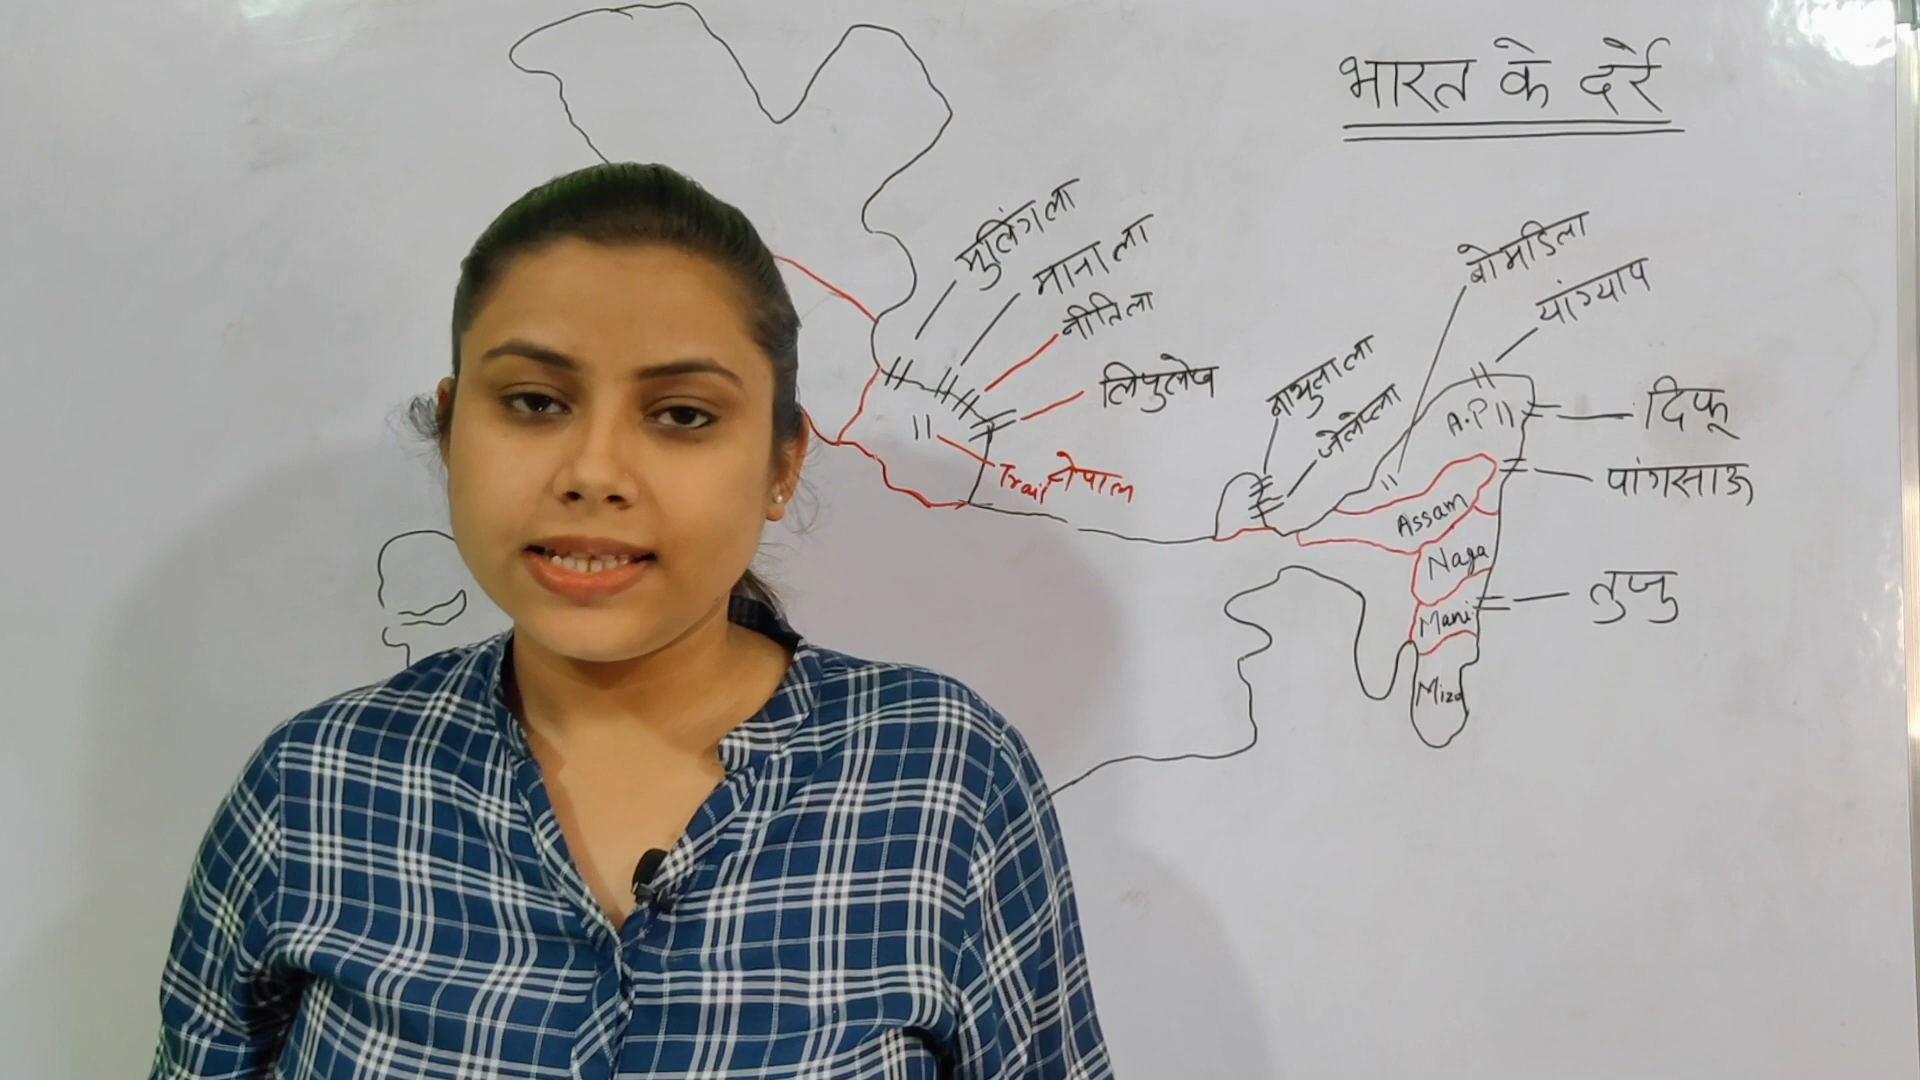 भारत के दर्रे
मुलिंगला
माना ला
नीतिला
लिपुलेख
Trail नेपाल
नाथुला ला
जेलेप्ला
बोमडिला
यांग्याप
A.P
दिफू
पांगसाऊ
Assam
Naga
Mani
तुजु
Mizo